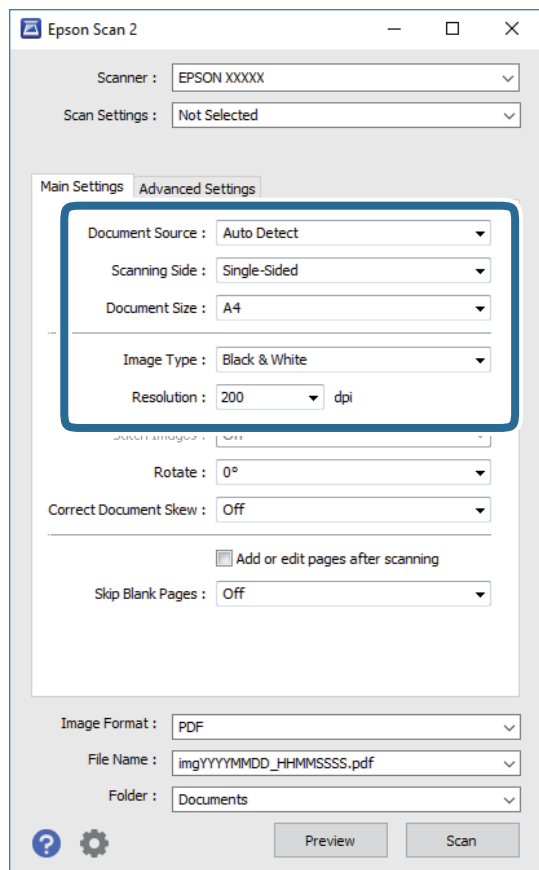 Epson Scan 2
Scanner : EPSON XXXXX
Scan Settings : Not Selected
Main Settings Advanced Settings
Document Source : Auto Detect
Scanning Side : Single-Sided
Document Size : A4
Image Type : Black & White
Resolution : 200 dpi
Stitch Images : Off
Rotate : 0°
Correct Document Skew : Off
Add or edit pages after scanning
Skip Blank Pages : Off
Image Format : PDF
File Name : imgYYYYMMDD_HHMMSSSS.pdf
Folder : Documents
? Preview Scan